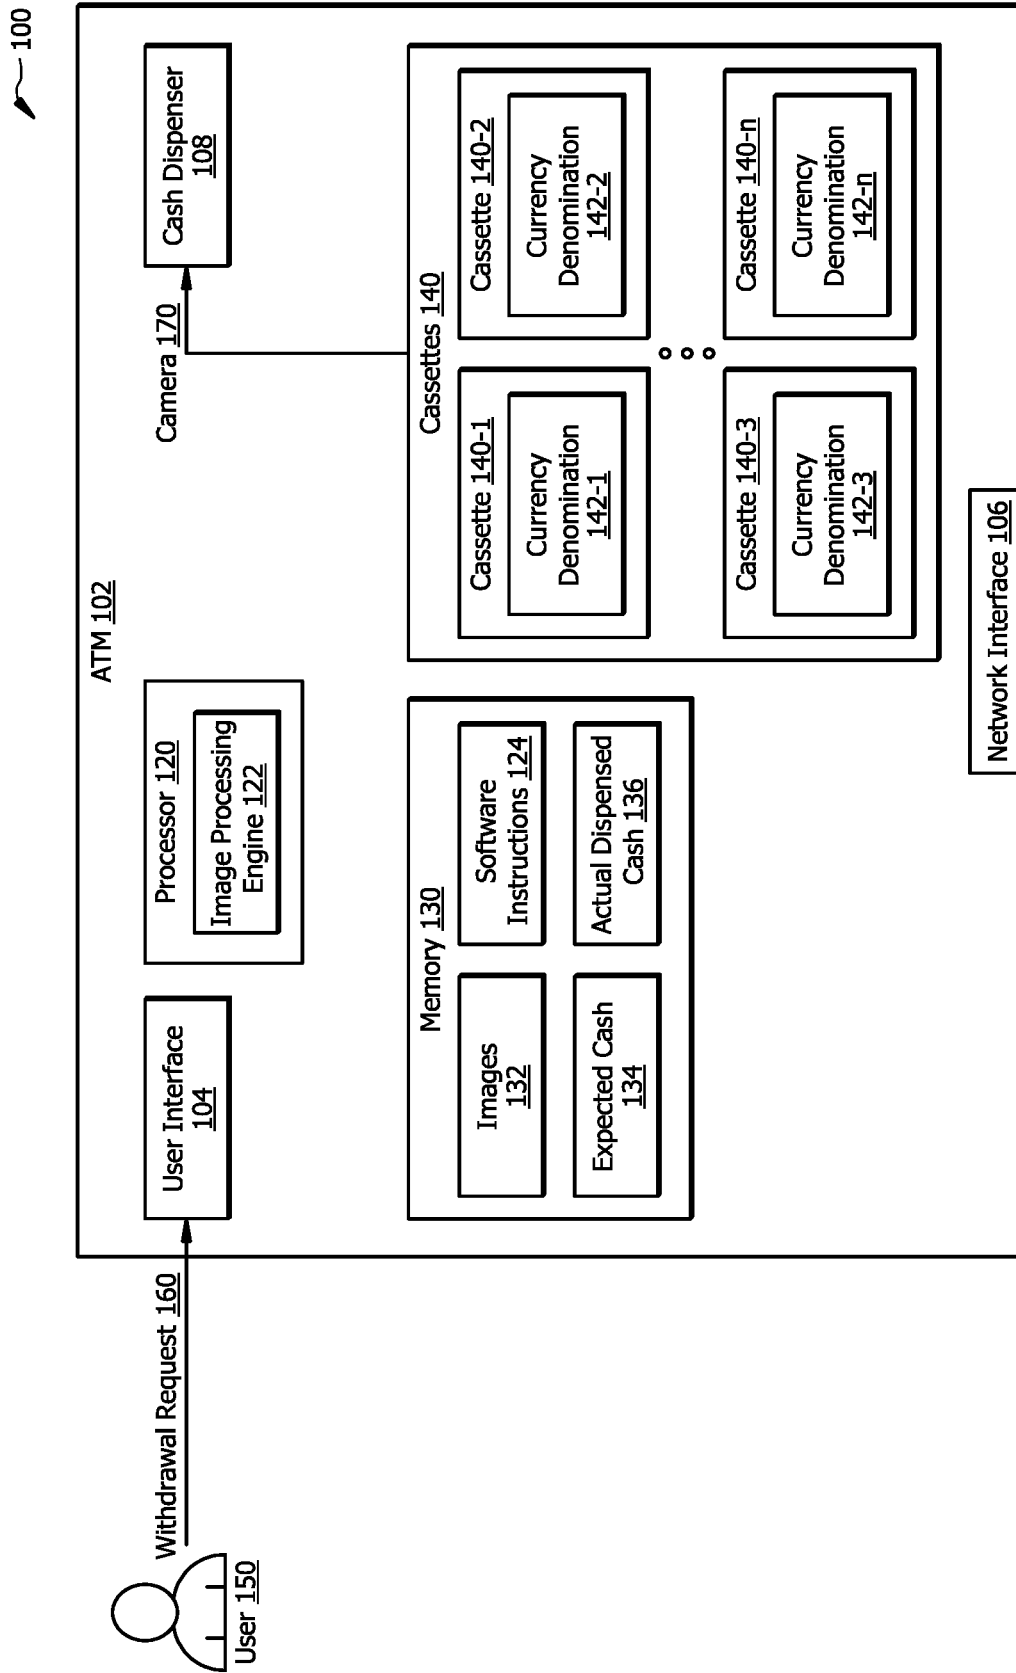 100
ATM 102
User 150
Withdrawal Request 160
User Interface
104
Processor 120
Image Processing
Engine 122
Camera 170
Cash Dispenser
108
Memory 130
Images
132
Software
Instructions 124
Expected Cash
134
Actual Dispensed
Cash 136
Cassettes 140
Cassette 140-1
Currency
Denomination
142-1
Cassette 140-2
Currency
Denomination
142-2
Cassette 140-3
Currency
Denomination
142-3
Cassette 140-n
Currency
Denomination
142-n
Network Interface 106